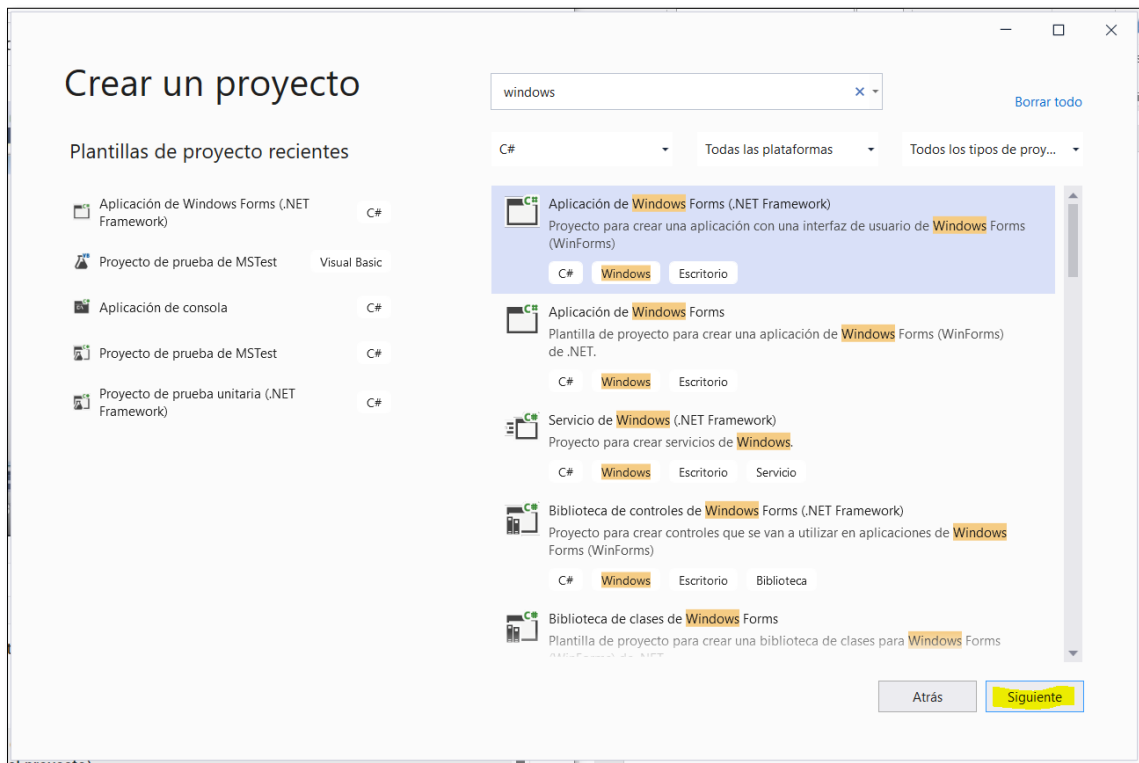 Crear un proyecto
Plantillas de proyecto recientes
Aplicación de Windows Forms (.NET
Framework)
C#
Proyecto de prueba de MSTest
Visual Basic
Aplicación de consola
C#
Proyecto de prueba de MSTest
C#
Proyecto de prueba unitaria (.NET
Framework)
C#
windows
Borrar todo
C#
Todas las plataformas
Todos los tipos de proy...
Aplicación de Windows Forms (.NET Framework)
Proyecto para crear una aplicación con una interfaz de usuario de Windows Forms
(WinForms)
C# Windows Escritorio
Aplicación de Windows Forms
Plantilla de proyecto para crear una aplicación de Windows Forms (WinForms)
de .NET.
C# Windows Escritorio
Servicio de Windows (.NET Framework)
Proyecto para crear servicios de Windows.
C# Windows Escritorio Servicio
Biblioteca de controles de Windows Forms (.NET Framework)
Proyecto para crear controles que se van a utilizar en aplicaciones de Windows
Forms (WinForms)
C# Windows Escritorio Biblioteca
Biblioteca de clases de Windows Forms
Plantilla de proyecto para crear una biblioteca de clases para Windows Forms
(WinForms) de .NET.
Atrás
Siguiente